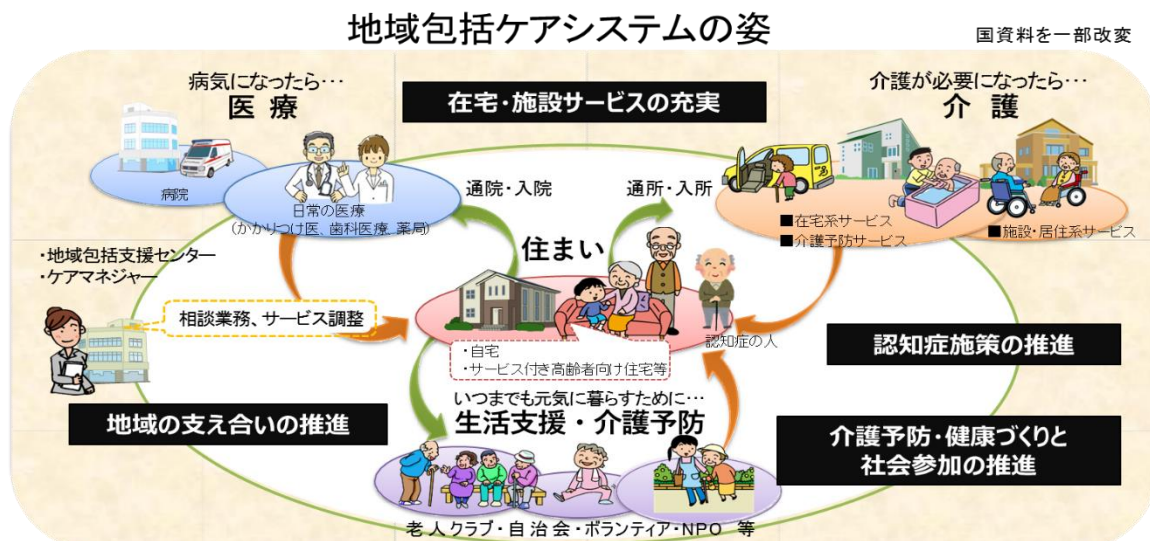 地域包括ケアシステムの姿
国資料を一部改変
病気になったら…
医療
在宅・施設サービスの充実
介護が必要になったら…
介護
病院
日常の医療
(かかりつけ医、歯科医療、薬局)
通院・入院
通所・入所
■在宅系サービス
■介護予防サービス
■施設・居住系サービス
・地域包括支援センター
・ケアマネジャー
住まい
相談業務、サービス調整
認知症の人
・自宅
・サービス付き高齢者向け住宅等
認知症施策の推進
地域の支え合いの推進
いつまでも元気に暮らすために…
生活支援・介護予防
介護予防・健康づくりと
社会参加の推進
老人クラブ・自治会・ボランティア・NPO 等